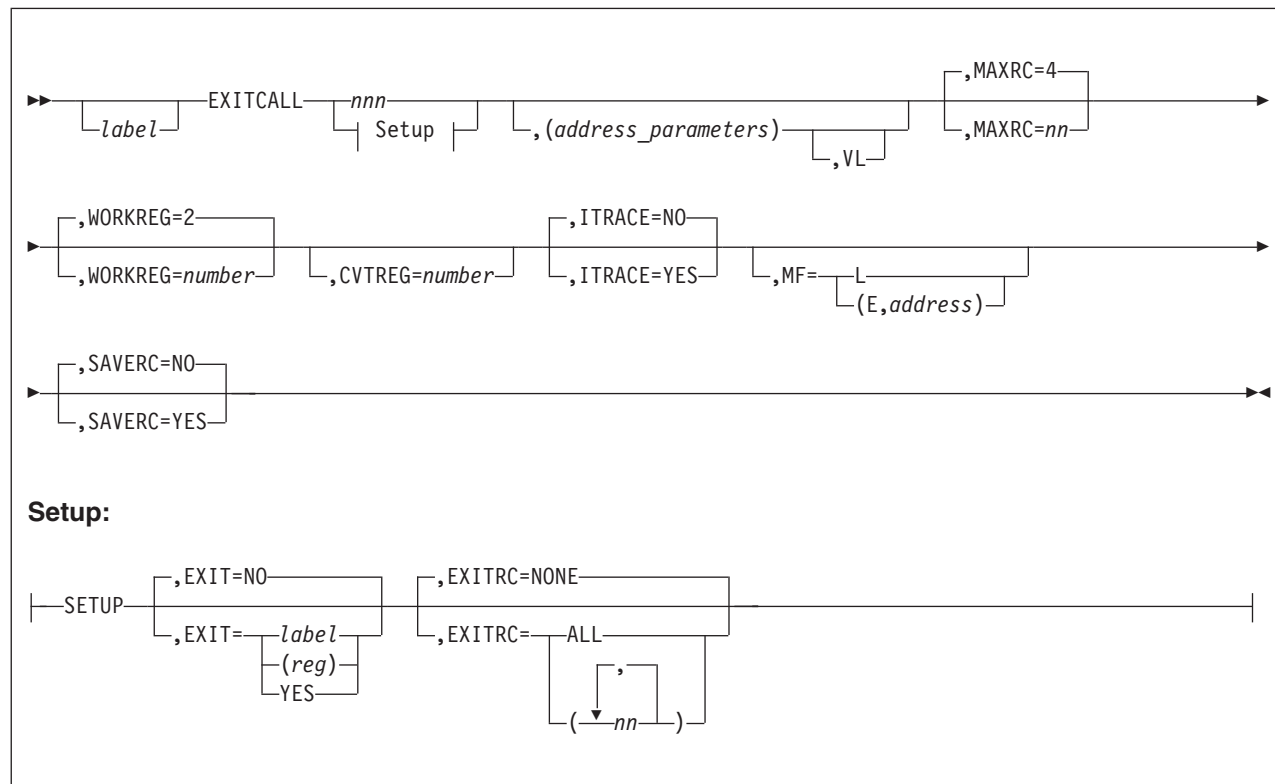 ,MAXRC=4
label EXITCALL nnn ,(address_parameters) ,MAXRC=nn
Setup ,VL
,WORKREG=2 ,ITRACE=NO
,WORKREG=number ,CVTREG=number ,ITRACE=YES ,MF= L
(E,address)
,SAVERC=NO
,SAVERC=YES
Setup:
,EXIT=NO ,EXITRC=NONE
SETUP
,EXIT= label ,EXITRC= ALL
(reg) ,
YES ( nn )